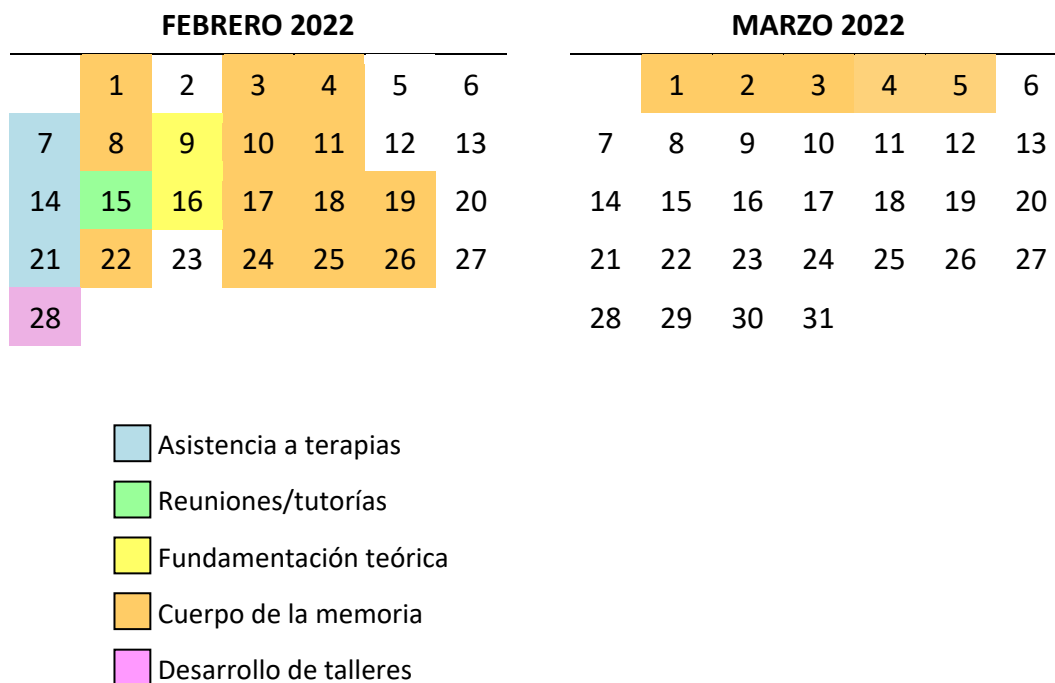 FEBRERO 2022
1 2 3 4 5 6
7 8 9 10 11 12 13
14 15 16 17 18 19 20
21 22 23 24 25 26 27
28
MARZO 2022
1 2 3 4 5 6
7 8 9 10 11 12 13
14 15 16 17 18 19 20
21 22 23 24 25 26 27
28 29 30 31
Asistencia a terapias
Reuniones/tutorías
Fundamentación teórica
Cuerpo de la memoria
Desarrollo de talleres